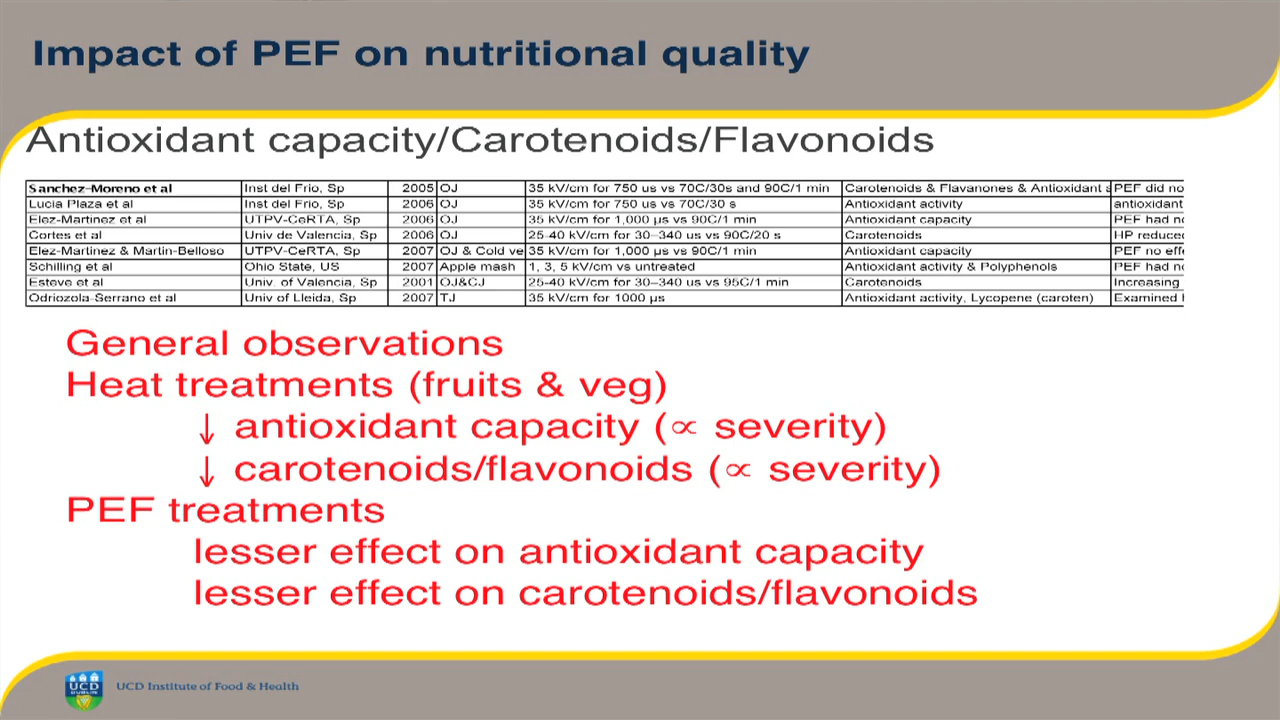 Impact of PEF on nutritional quality
Antioxidant capacity/Carotenoids/Flavonoids
Sanchez-Moreno et al Inst del Frio, Sp 2005 OJ 35 kV/cm for 750 us vs 70C/30s and 90C/1 min Carotenoids & Flavanones & Antioxidant a PEF did no
Lucia Plaza et al Inst del Frio, Sp 2006 OJ 35 kV/cm for 750 us vs 70C/30 s Antioxidant activity antioxidant
Elez-Martinez et al UTPV-CeRTA, Sp 2006 OJ 35 kV/cm for 1,000 µs vs 90C/1 min Antioxidant capacity PEF had no
Cortes et al Univ de Valencia, Sp 2006 OJ 25-40 kV/cm for 30-340 us vs 90C/20 s Carotenoids HP reduced
Elez-Martinez & Martin-Belloso UTPV-CeRTA, Sp 2007 OJ & Cold ve 35 kV/cm for 1,000 µs vs 90C/1 min Antioxidant capacity PEF no effe
Schilling et al Ohio State, US 2007 Apple mash 1, 3, 5 kV/cm vs untreated Antioxidant activity & Polyphenols PEF had no
Esteve et al Univ. of Valencia, Sp 2001 OJ&CJ 25-40 kV/cm for 30-340 us vs 95C/1 min Carotenoids Increasing
Odriozola-Serrano et al Univ of Lleida, Sp 2007 TJ 35 kV/cm for 1000 µs Antioxidant activity, Lycopene (caroten) Examined
General observations
Heat treatments (fruits & veg)
↓ antioxidant capacity (∝ severity)
↓ carotenoids/flavonoids (∝ severity)
PEF treatments
lesser effect on antioxidant capacity
lesser effect on carotenoids/flavonoids
UCD
DUBLIN
UCD Institute of Food & Health